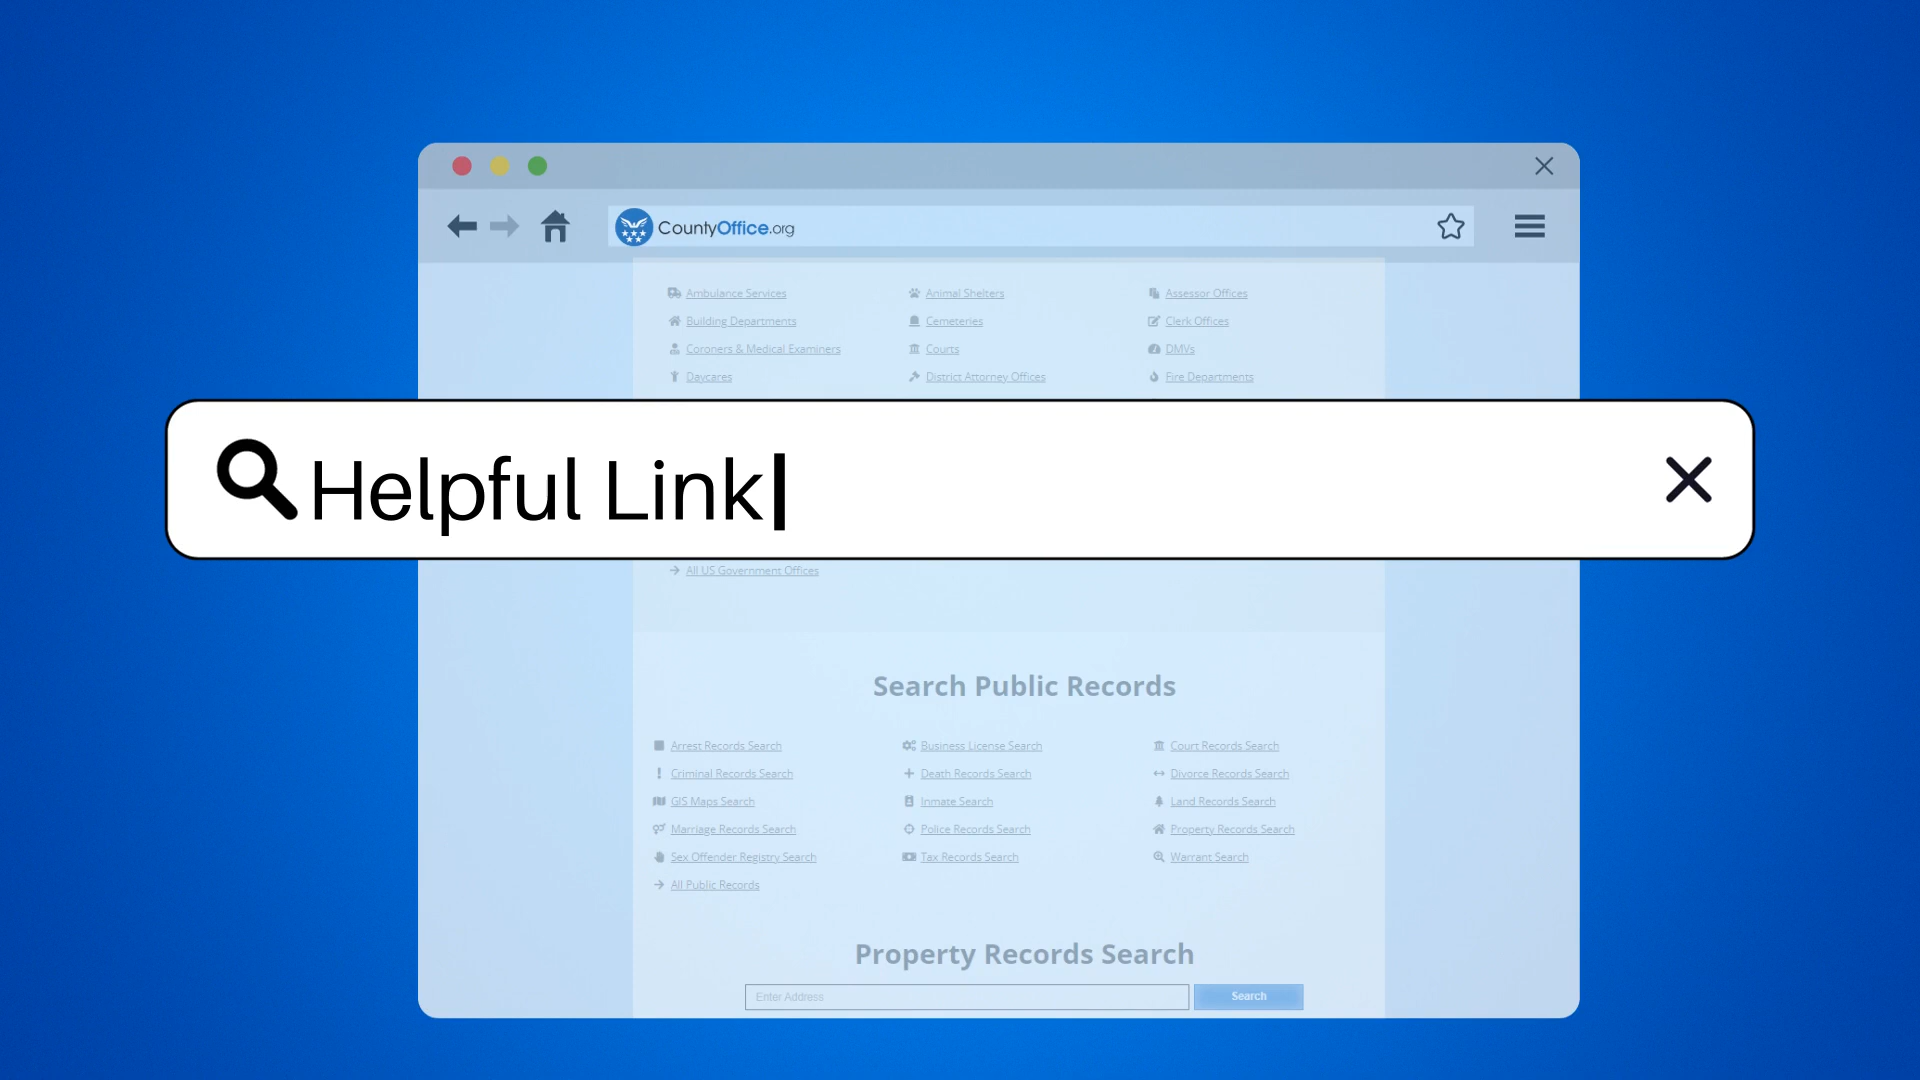 CountyOffice.org
Ambulance Services Animal Shelters Assessor Offices
Building Departments Cemeteries Clerk Offices
Coroners & Medical Examiners Courts DMVs
Daycares District Attorney Offices Fire Departments
Helpful Link
All US Government Offices
Search Public Records
Arrest Records Search Business License Search Court Records Search
Criminal Records Search Death Records Search Divorce Records Search
GIS Maps Search Inmate Search Land Records Search
Marriage Records Search Police Records Search Property Records Search
Sex Offender Registry Search Tax Records Search Warrant Search
All Public Records
Property Records Search
Enter Address Search